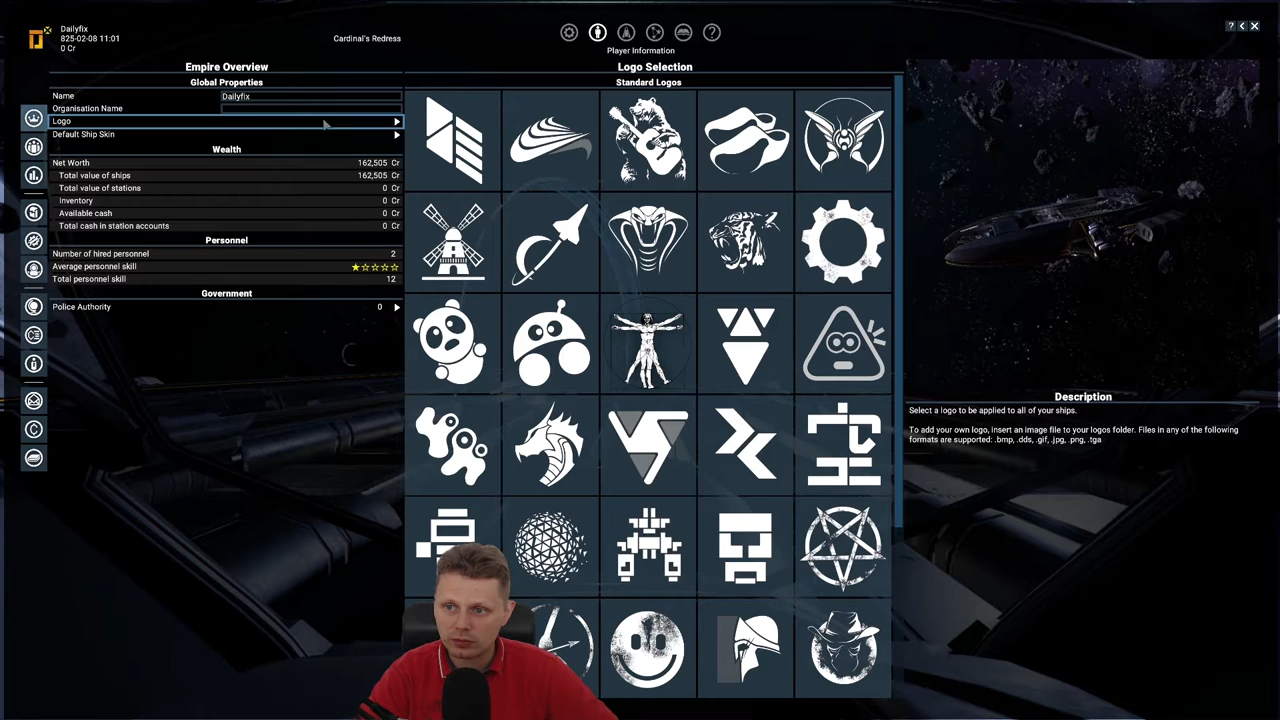 Dailyfix
825-02-08 11:01
0 Cr
Cardinal's Redress
Player Information
Empire Overview
Global Properties
Name Dailyfix
Organisation Name
Logo
Default Ship Skin
Wealth
Net Worth 162,505 Cr
Total value of ships 162,505 Cr
Total value of stations 0 Cr
Inventory 0 Cr
Available cash 0 Cr
Total cash in station accounts 0 Cr
Personnel
Number of hired personnel 2
Average personnel skill ★☆☆☆☆
Total personnel skill 12
Government
Police Authority 0
Logo Selection
Standard Logos
Description
Select a logo to be applied to all of your ships.
To add your own logo, insert an image file to your logos folder. Files in any of the following
formats are supported: .bmp, .dds, .gif, .jpg, .png, .tga